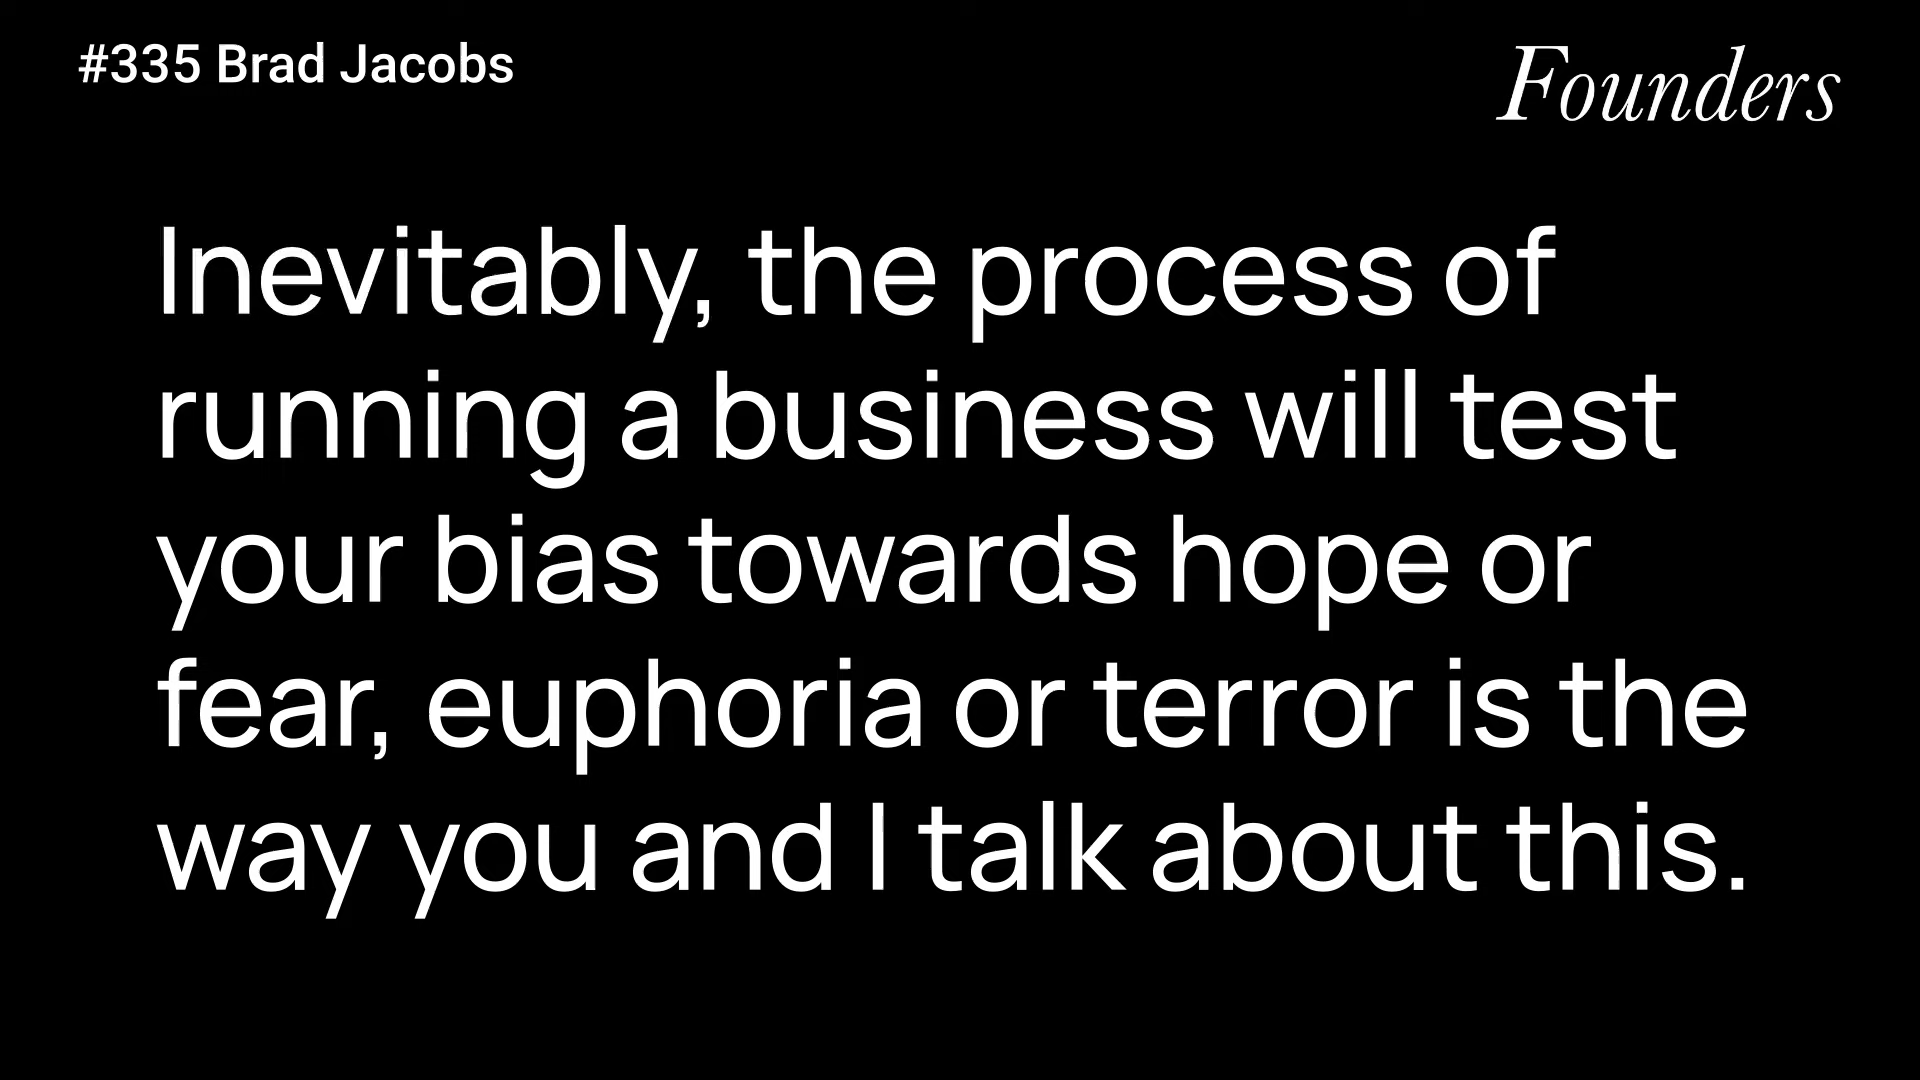 #335 Brad Jacobs
Founders
Inevitably, the process of
running a business will test
your bias towards hope or
fear, euphoria or terror is the
way you and I talk about this.